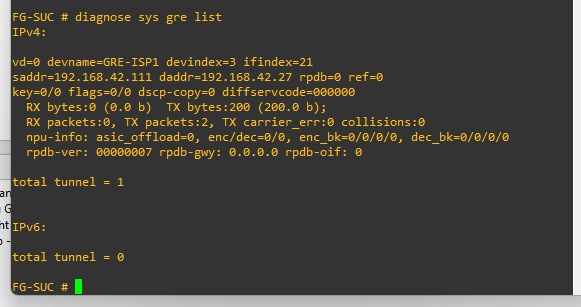 FG-SUC # diagnose sys gre list
IPv4:
vd=0 devname=GRE-ISP1 devindex=3 ifindex=21
saddr=192.168.42.111 daddr=192.168.42.27 rpdb=0 ref=0
key=0/0 flags=0/0 dscp-copy=0 diffservcode=000000
RX bytes:0 (0.0 b)  TX bytes:200 (200.0 b);
RX packets:0, TX packets:2, TX carrier_err:0 collisions:0
npu-info: asic_offload=0, enc/dec=0/0, enc_bk=0/0/0/0, dec_bk=0/0/0/0
rpdb-ver: 00000007 rpdb-gwy: 0.0.0.0 rpdb-oif: 0
total tunnel = 1
IPv6:
total tunnel = 0
FG-SUC #